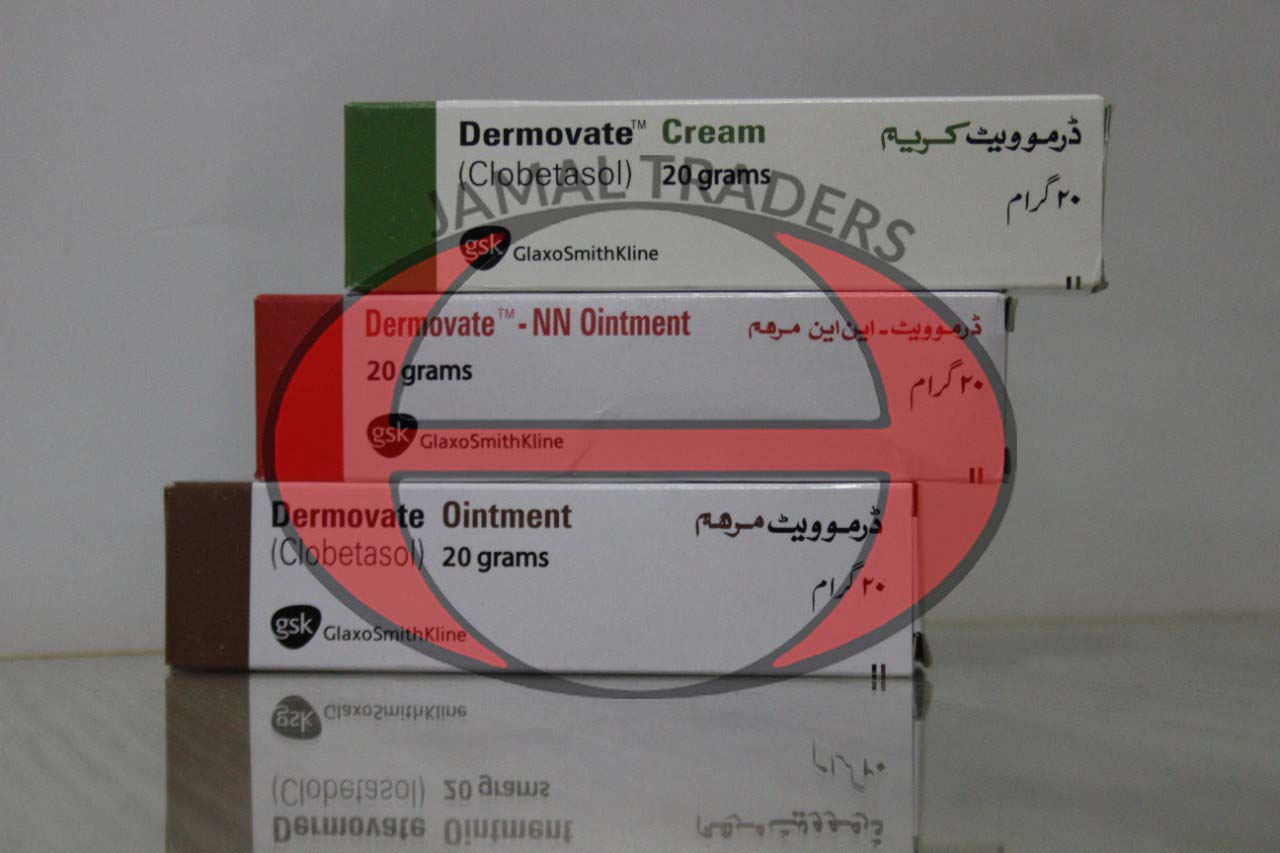 Dermovate™ Cream
ڈرموویٹ کریم
(Clobetasol) 20 grams
۲۰ گرام
gsk GlaxoSmithKline
JAMAL TRADERS
Dermovate™ - NN Ointment
ڈرموویٹ۔ این این مرہم
20 grams
۲۰ گرام
gsk GlaxoSmithKline
Dermovate Ointment
ڈرموویٹ مرہم
(Clobetasol) 20 grams
۲۰ گرام
gsk GlaxoSmithKline